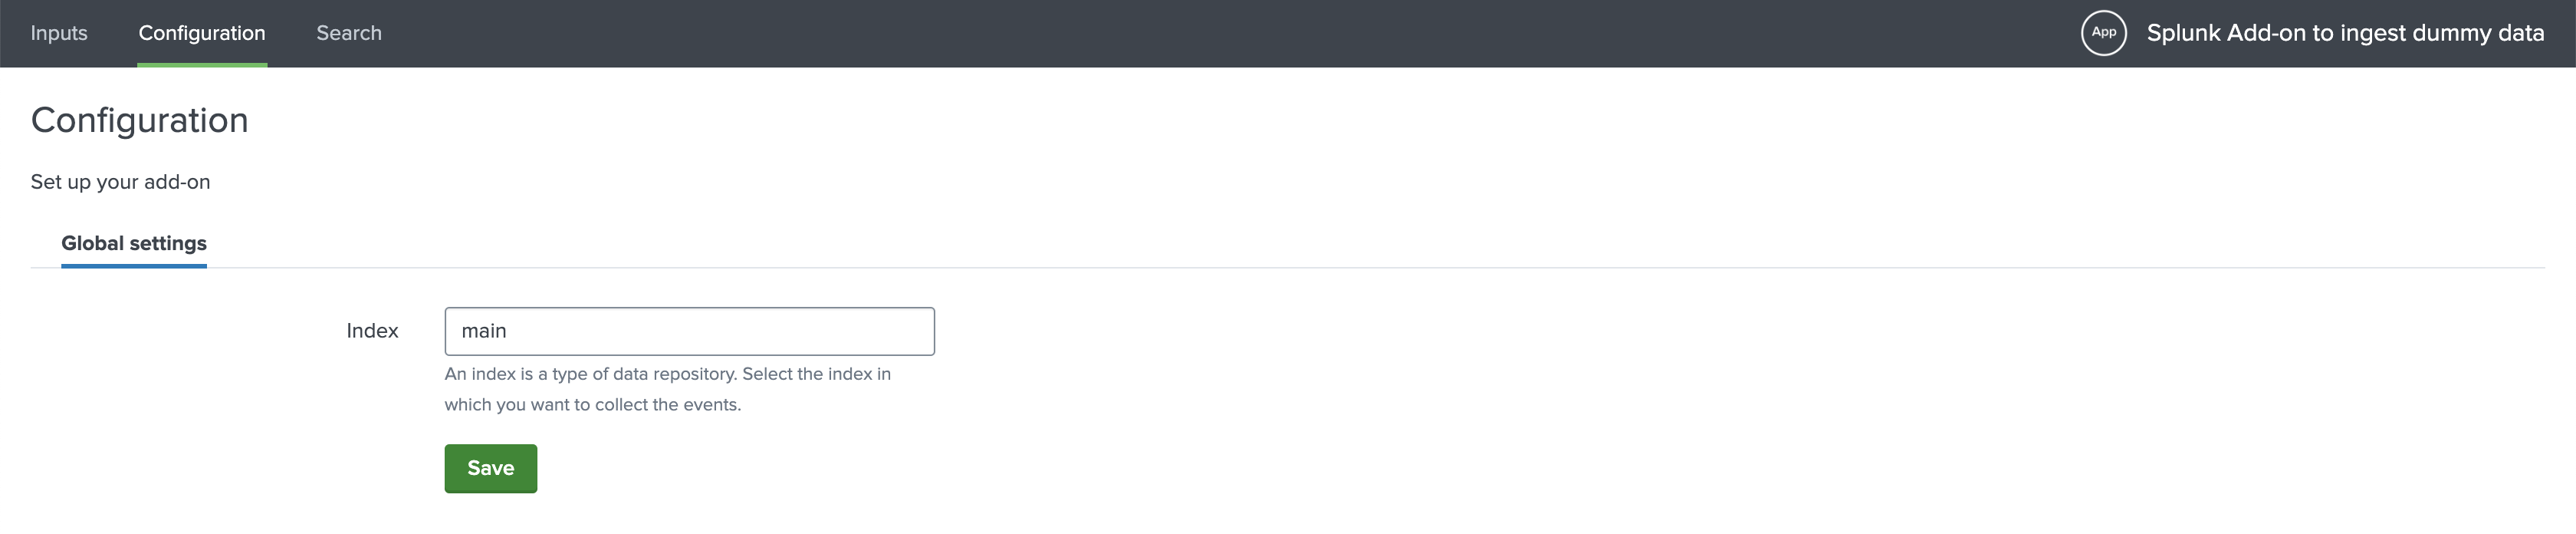 Inputs Configuration Search App Splunk Add-on to ingest dummy data
Configuration
Set up your add-on
Global settings
Index main
An index is a type of data repository. Select the index in
which you want to collect the events.
Save